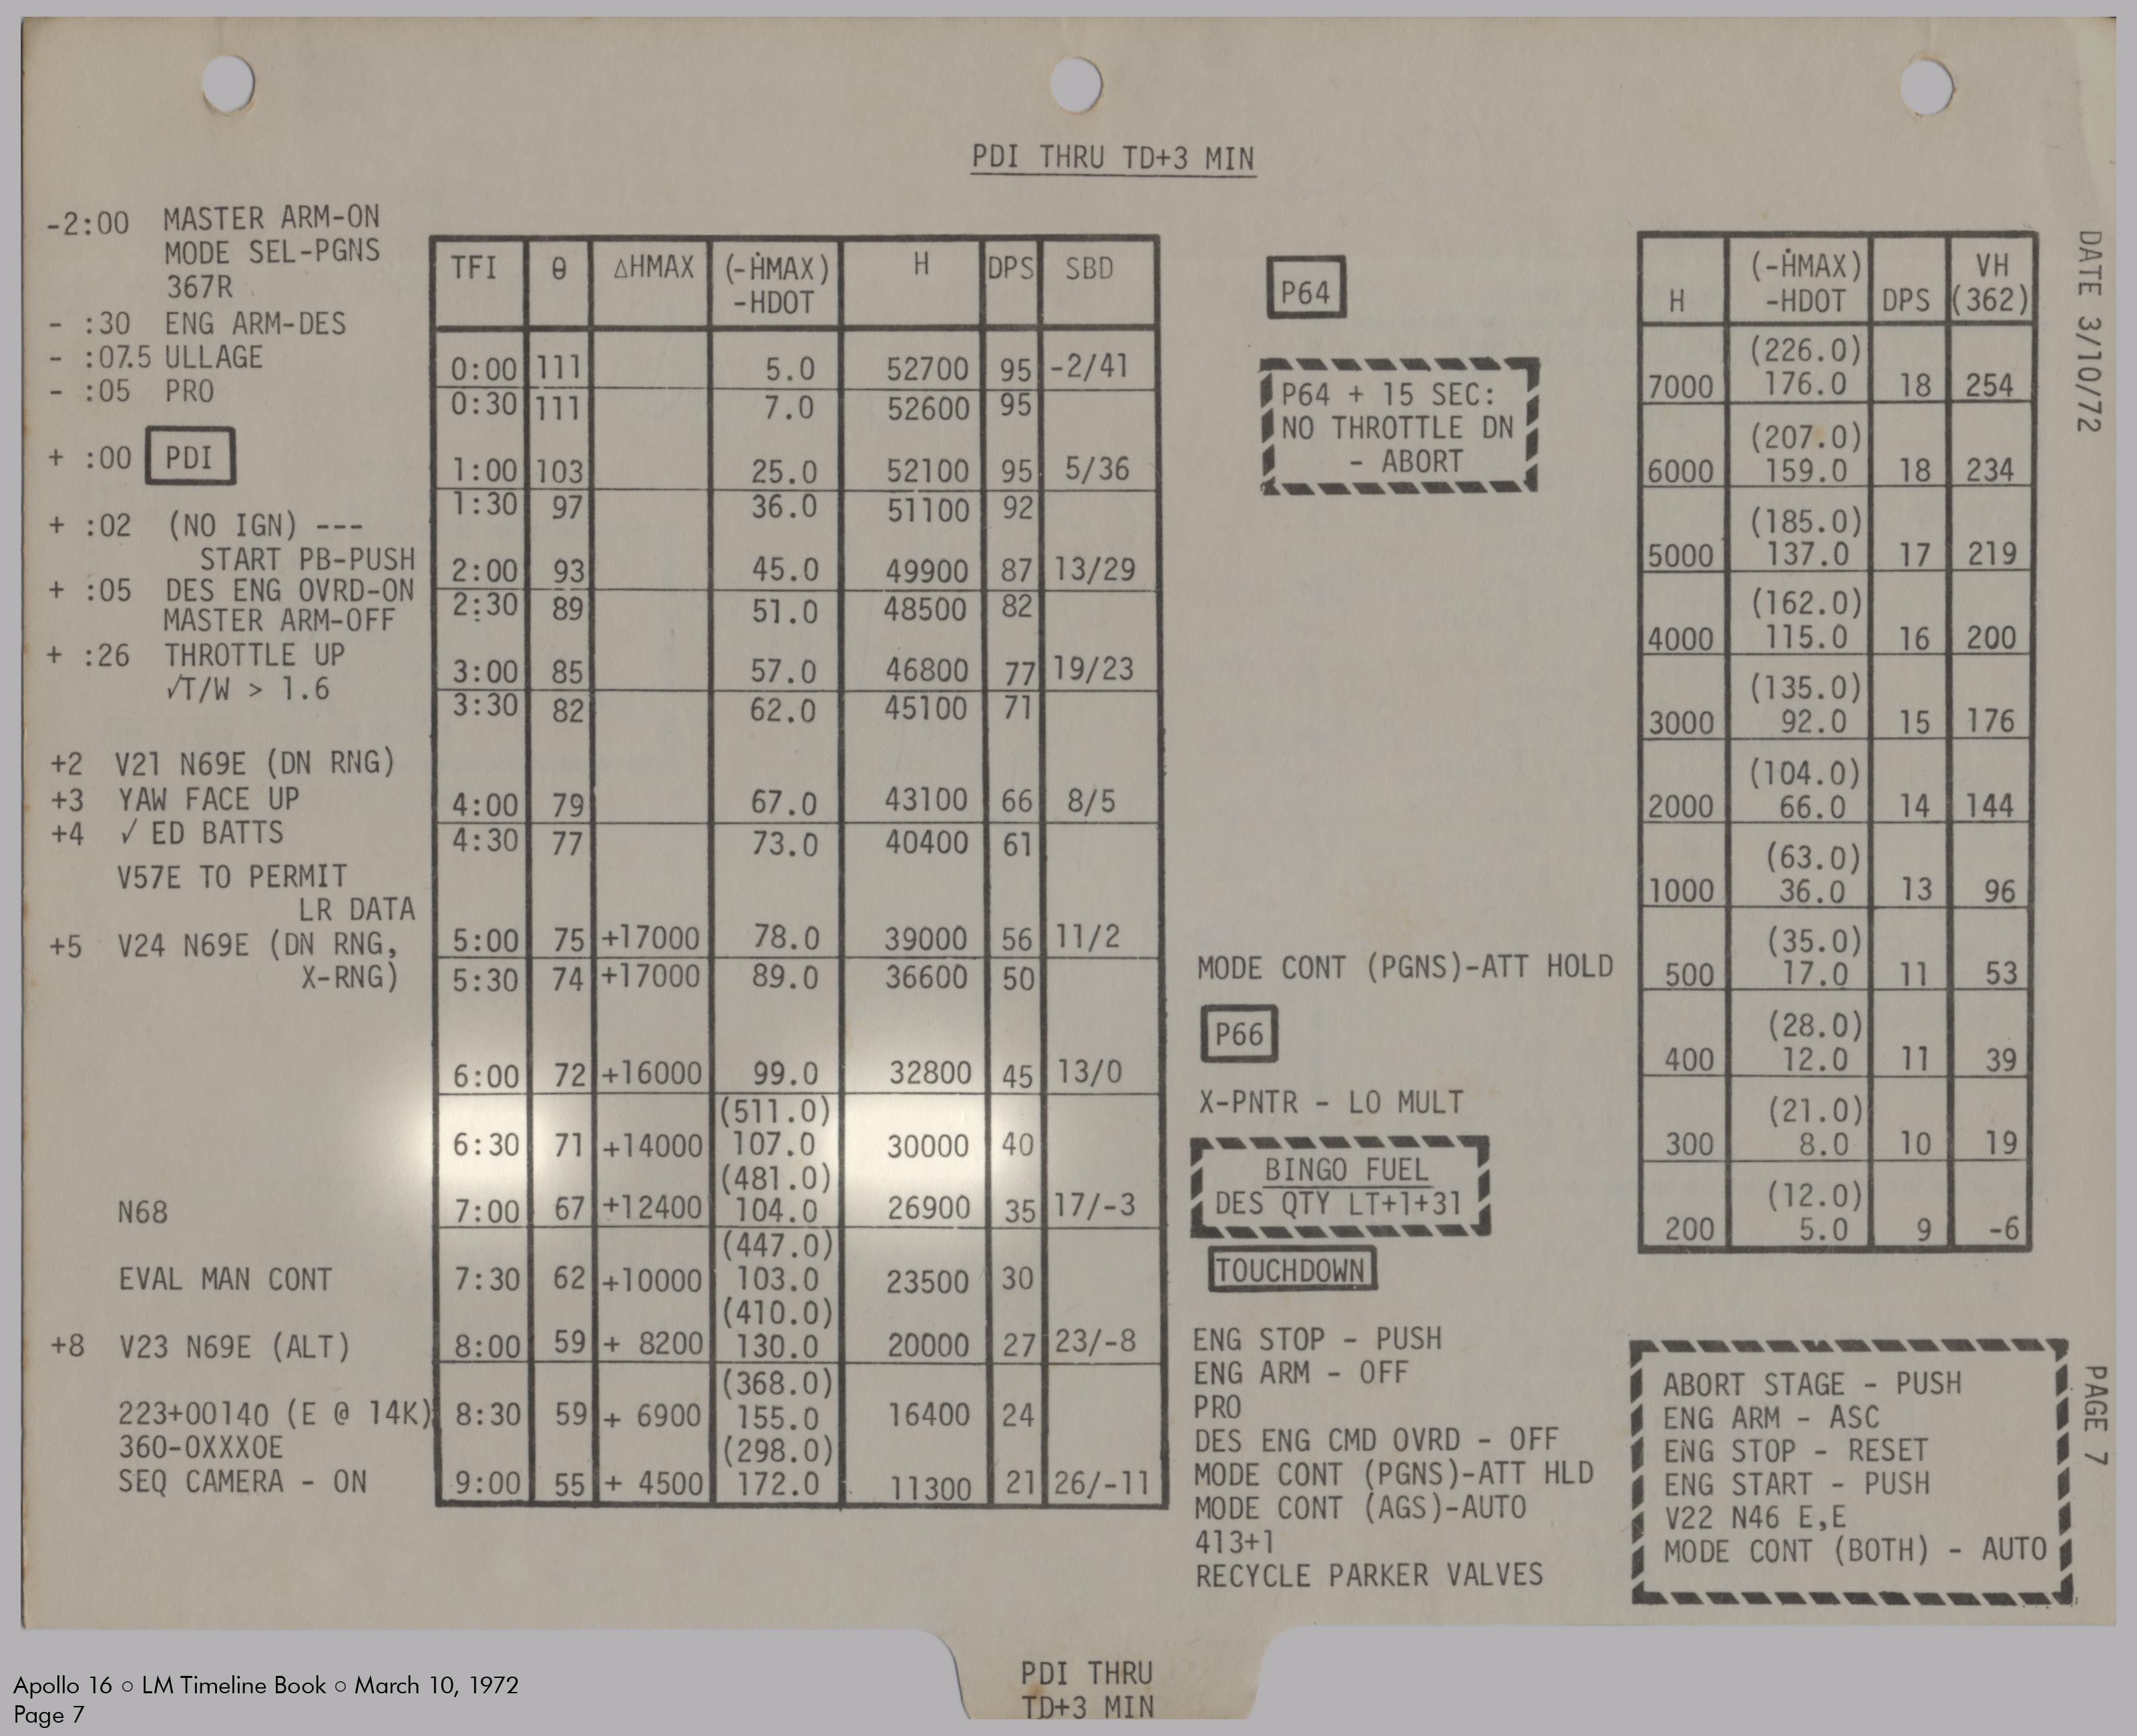 PDI THRU TD+3 MIN
DATE 3/10/72
-2:00 MASTER ARM-ON
MODE SEL-PGNS
367R
- :30 ENG ARM-DES
- :07.5 ULLAGE
- :05 PRO
+ :00 PDI
+ :02 (NO IGN) ---
START PB-PUSH
+ :05 DES ENG OVRD-ON
MASTER ARM-OFF
+ :26 THROTTLE UP
√T/W > 1.6
+2 V21 N69E (DN RNG)
+3 YAW FACE UP
+4 √ ED BATTS
V57E TO PERMIT
LR DATA
+5 V24 N69E (DN RNG,
X-RNG)
N68
EVAL MAN CONT
+8 V23 N69E (ALT)
223+00140 (E @ 14K)
360-0XXX0E
SEQ CAMERA - ON
TFI θ ΔHMAX (-ḢMAX) H DPS SBD
-HDOT
0:00 111 5.0 52700 95 -2/41
0:30 111 7.0 52600 95
1:00 103 25.0 52100 95 5/36
1:30 97 36.0 51100 92
2:00 93 45.0 49900 87 13/29
2:30 89 51.0 48500 82
3:00 85 57.0 46800 77 19/23
3:30 82 62.0 45100 71
4:00 79 67.0 43100 66 8/5
4:30 77 73.0 40400 61
5:00 75 +17000 78.0 39000 56 11/2
5:30 74 +17000 89.0 36600 50
6:00 72 +16000 99.0 32800 45 13/0
(511.0)
6:30 71 +14000 107.0 30000 40
(481.0)
7:00 67 +12400 104.0 26900 35 17/-3
(447.0)
7:30 62 +10000 103.0 23500 30
(410.0)
8:00 59 + 8200 130.0 20000 27 23/-8
(368.0)
8:30 59 + 6900 155.0 16400 24
(298.0)
9:00 55 + 4500 172.0 11300 21 26/-11
P64
P64 + 15 SEC:
NO THROTTLE DN
- ABORT
MODE CONT (PGNS)-ATT HOLD
P66
X-PNTR - LO MULT
BINGO FUEL
DES QTY LT+1+31
TOUCHDOWN
ENG STOP - PUSH
ENG ARM - OFF
PRO
DES ENG CMD OVRD - OFF
MODE CONT (PGNS)-ATT HLD
MODE CONT (AGS)-AUTO
413+1
RECYCLE PARKER VALVES
(-ḢMAX) VH
H -HDOT DPS (362)
(226.0)
7000 176.0 18 254
(207.0)
6000 159.0 18 234
(185.0)
5000 137.0 17 219
(162.0)
4000 115.0 16 200
(135.0)
3000 92.0 15 176
(104.0)
2000 66.0 14 144
(63.0)
1000 36.0 13 96
(35.0)
500 17.0 11 53
(28.0)
400 12.0 11 39
(21.0)
300 8.0 10 19
(12.0)
200 5.0 9 -6
ABORT STAGE - PUSH
ENG ARM - ASC
ENG STOP - RESET
ENG START - PUSH
V22 N46 E,E
MODE CONT (BOTH) - AUTO
PAGE 7
PDI THRU
TD+3 MIN
Apollo 16 ○ LM Timeline Book ○ March 10, 1972
Page 7